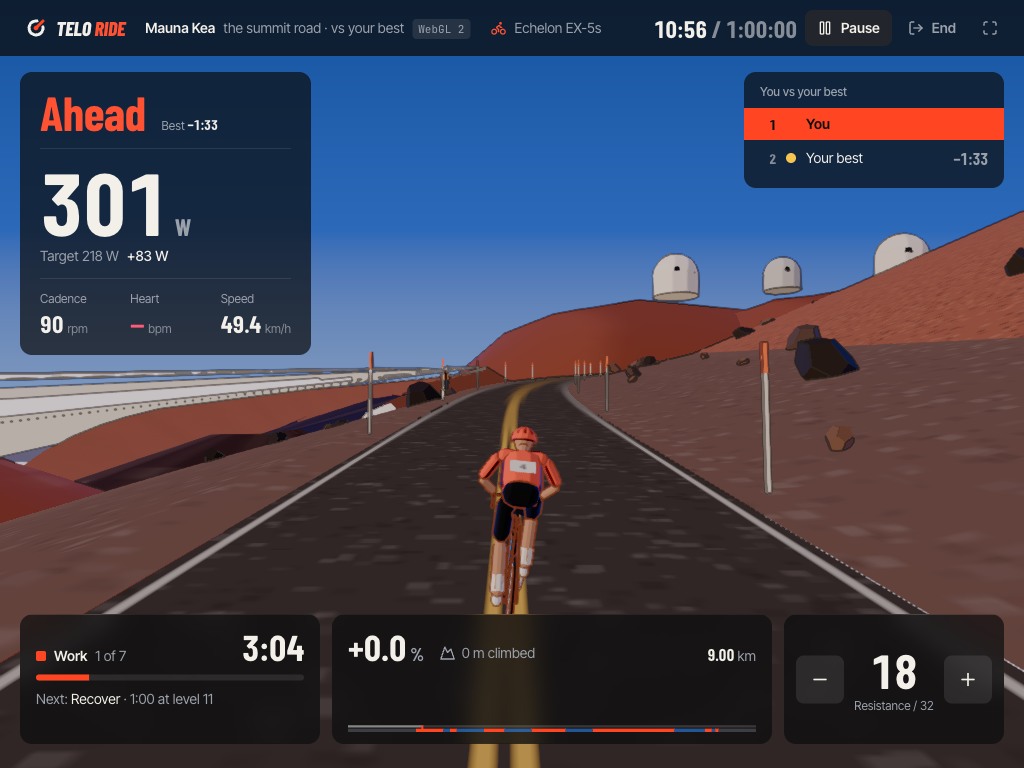 TELO RIDE
Mauna Kea the summit road · vs your best WebGL 2
Echelon EX-5s
10:56 / 1:00:00
Pause
End
Ahead Best −1:33
301 W
Target 218 W +83 W
Cadence Heart Speed
90 rpm – bpm 49.4 km/h
You vs your best
1 You
2 Your best −1:33
4
Work 1 of 7 3:04
Next: Recover · 1:00 at level 11
+0.0 % 0 m climbed 9.00 km
− 18 +
Resistance / 32